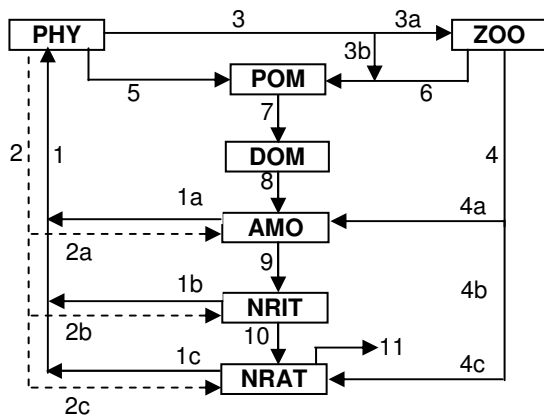 3 3a
PHY ZOO
3b
5 POM 6
7
2 1 DOM 4
8
1a 4a
AMO
2a
9
1b 4b
NRIT
2b 10
1c 11 4c
NRAT
2c